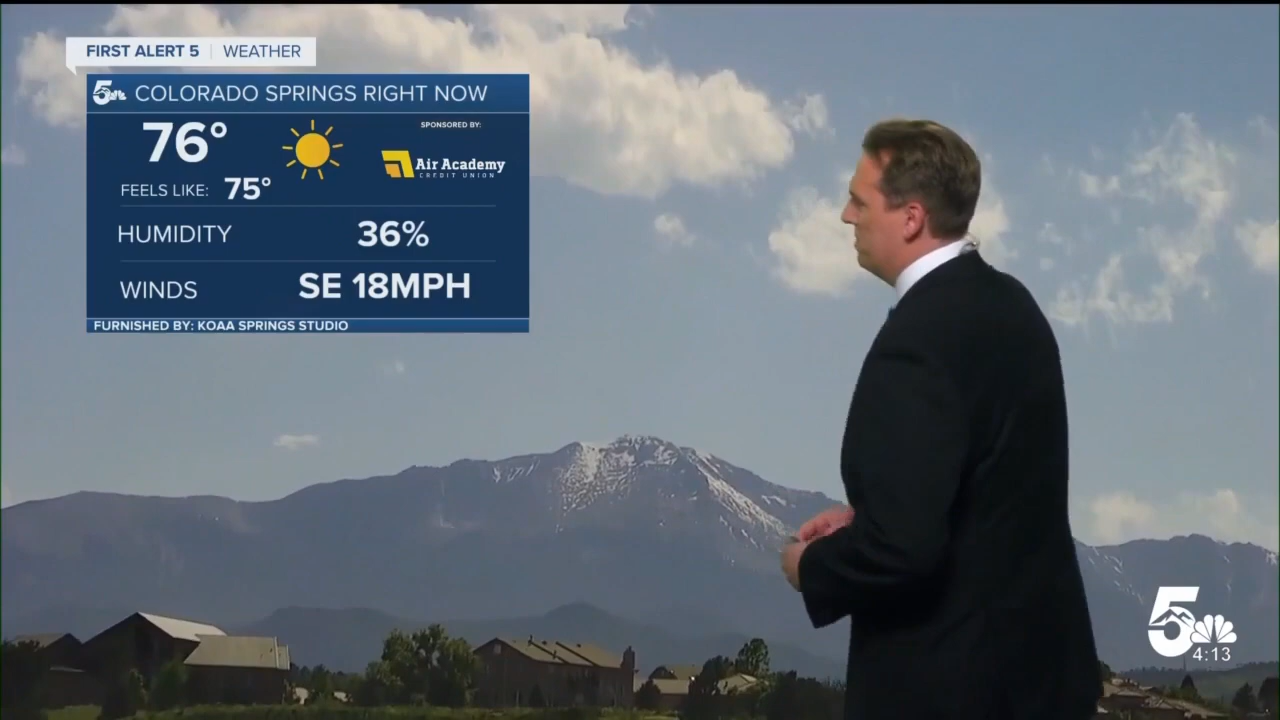 FIRST ALERT 5 | WEATHER
5 COLORADO SPRINGS RIGHT NOW
76°
SPONSORED BY:
Air Academy
CREDIT UNION
FEELS LIKE: 75°
HUMIDITY 36%
WINDS SE 18MPH
FURNISHED BY: KOAA SPRINGS STUDIO
5
4:13